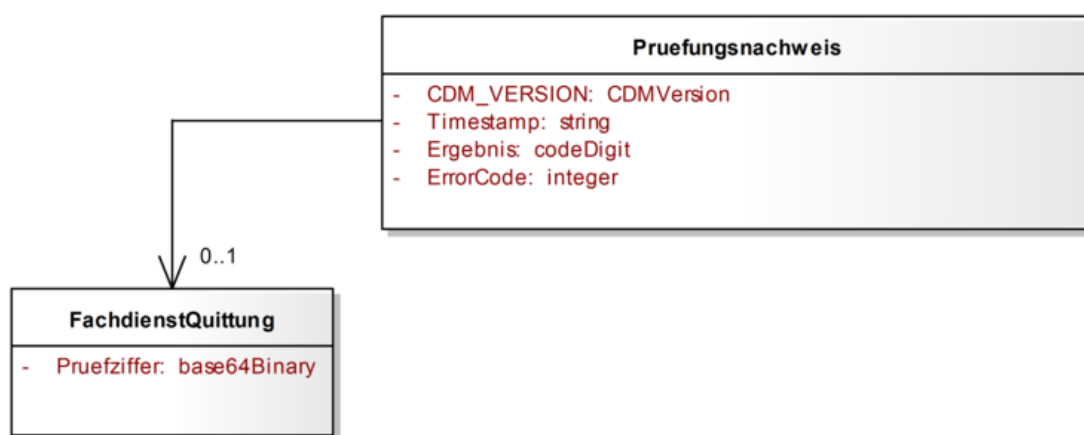 Pruefungsnachweis
- CDM_VERSION: CDMVersion
- Timestamp: string
- Ergebnis: codeDigit
- ErrorCode: integer
0..1
FachdienstQuittung
- Pruefziffer: base64Binary